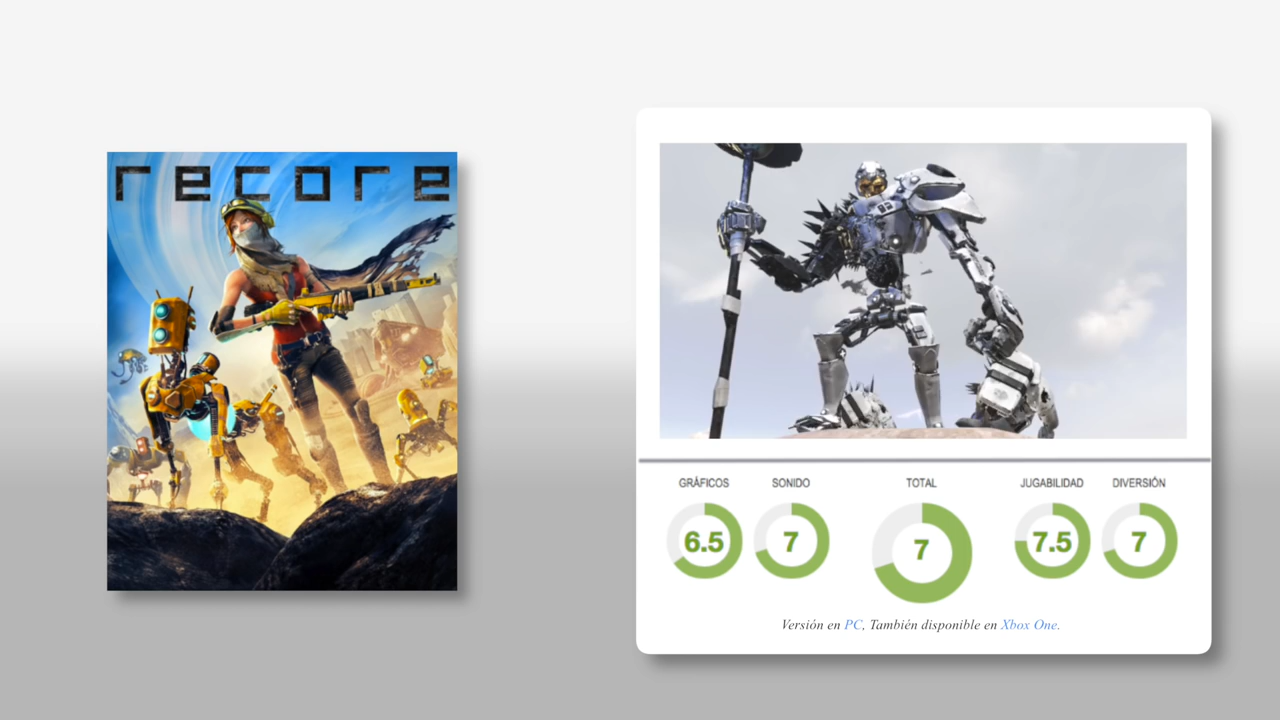 recore
GRÁFICOS SONIDO TOTAL JUGABILIDAD DIVERSIÓN
6.5 7 7 7.5 7
Versión en PC, También disponible en Xbox One.